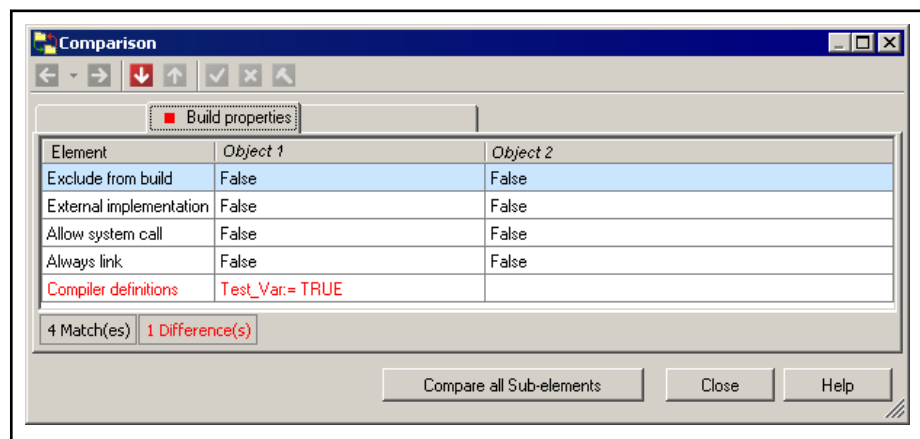 Comparison
Build properties
Element Object 1 Object 2
Exclude from build False False
External implementation False False
Allow system call False False
Always link False False
Compiler definitions Test_Var:= TRUE
4 Match(es) 1 Difference(s)
Compare all Sub-elements Close Help